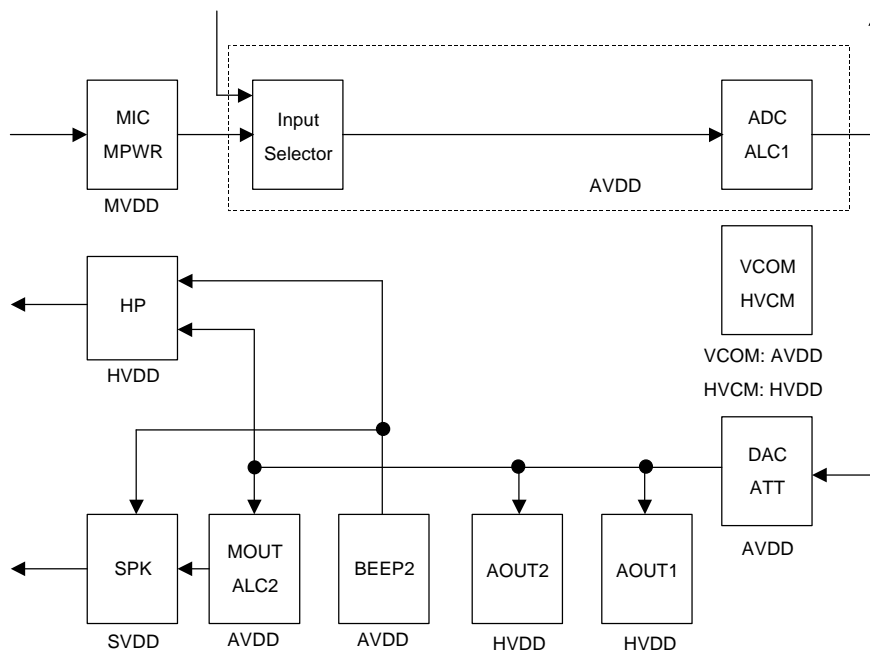 MIC
MPWR
MVDD
Input
Selector
ADC
ALC1
AVDD
HP
HVDD
VCOM
HVCM
VCOM: AVDD
HVCM: HVDD
DAC
ATT
AVDD
SPK
SVDD
MOUT
ALC2
AVDD
BEEP2
AVDD
AOUT2
HVDD
AOUT1
HVDD